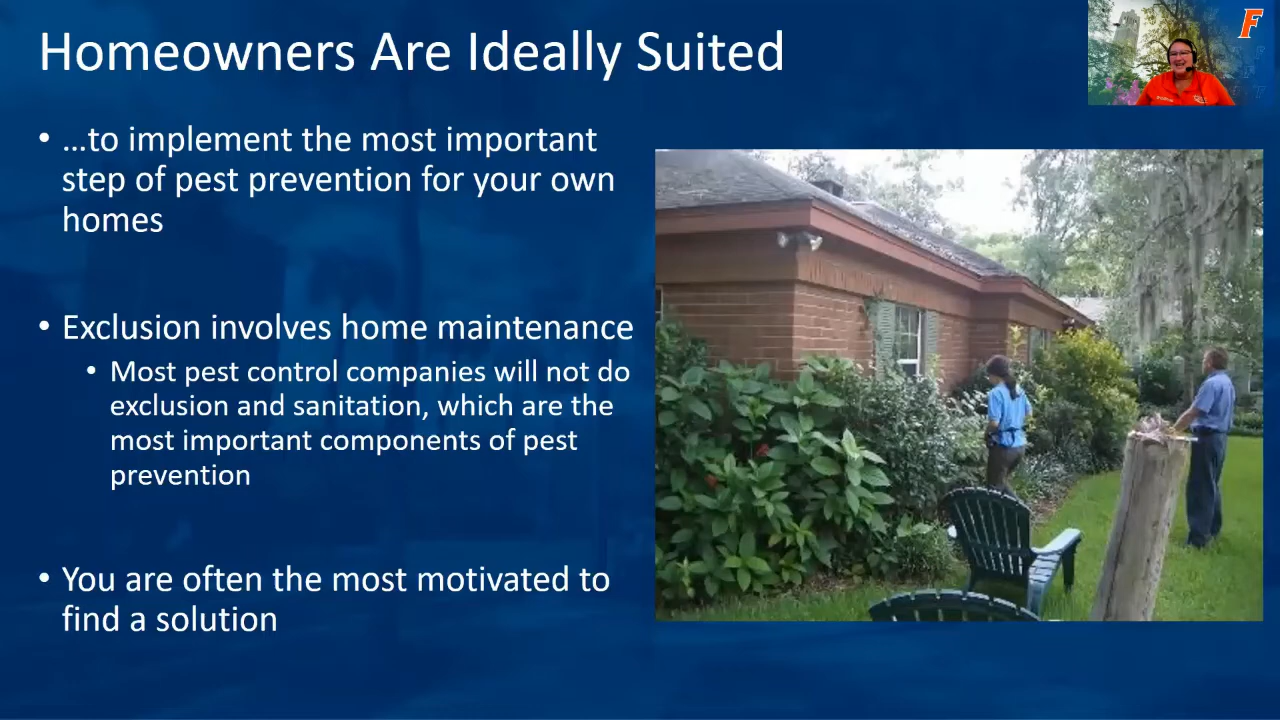 Homeowners Are Ideally Suited
F
• …to implement the most important
step of pest prevention for your own
homes
• Exclusion involves home maintenance
• Most pest control companies will not do
exclusion and sanitation, which are the
most important components of pest
prevention
• You are often the most motivated to
find a solution